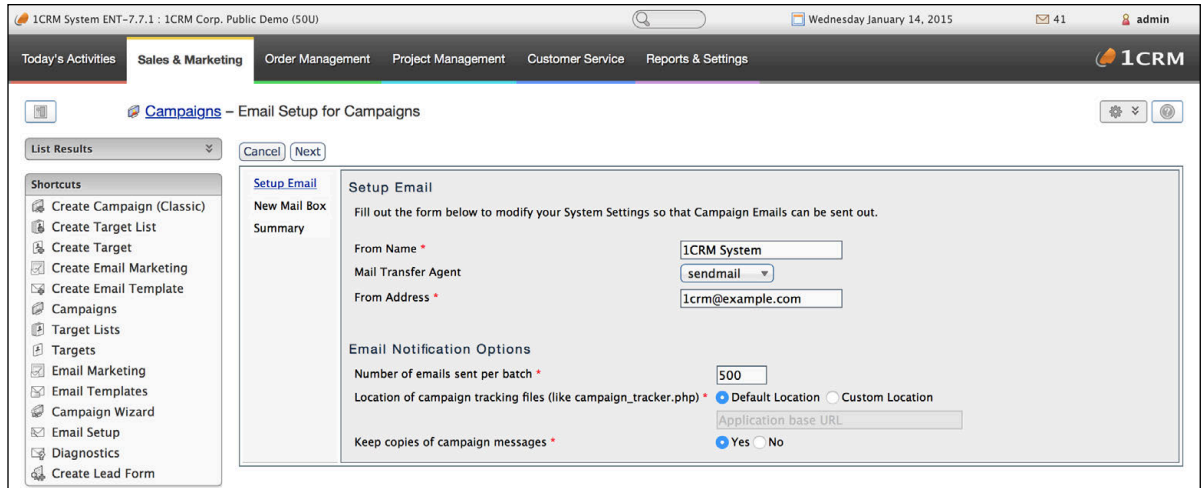 1CRM System ENT-7.7.1 : 1CRM Corp. Public Demo (50U)
Wednesday January 14, 2015
41
admin
Today's Activities Sales & Marketing Order Management Project Management Customer Service Reports & Settings
1CRM
Campaigns – Email Setup for Campaigns
List Results
Cancel Next
Shortcuts
Create Campaign (Classic)
Create Target List
Create Target
Create Email Marketing
Create Email Template
Campaigns
Target Lists
Targets
Email Marketing
Email Templates
Campaign Wizard
Email Setup
Diagnostics
Create Lead Form
Setup Email
New Mail Box
Summary
Setup Email
Fill out the form below to modify your System Settings so that Campaign Emails can be sent out.
From Name * 1CRM System
Mail Transfer Agent sendmail
From Address * 1crm@example.com
Email Notification Options
Number of emails sent per batch * 500
Location of campaign tracking files (like campaign_tracker.php) * Default Location Custom Location
Application base URL
Keep copies of campaign messages * Yes No